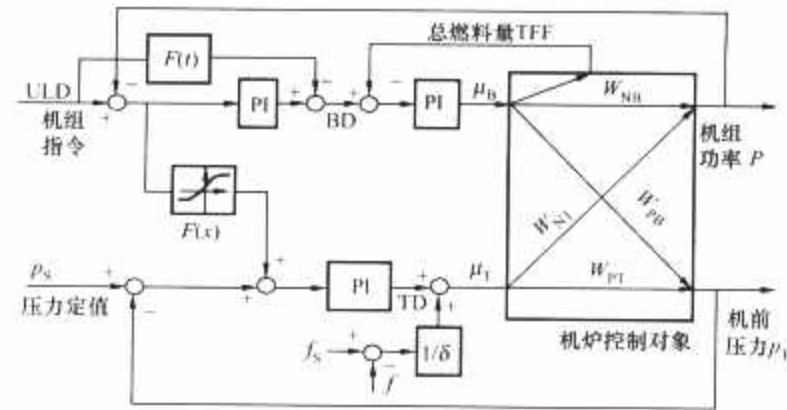 总燃料量TFF
F(t)
ULD
+
−
机组
指令
PI
+
−
BD
+
−
PI
μB
WNB
机组
功率 P
F(x)
WNT
WPB
pS
+
压力定值
−
+
+
PI
+
TD
+
μT
WPT
fS
+
−
f
1/δ
机炉控制对象
机前
压力pT